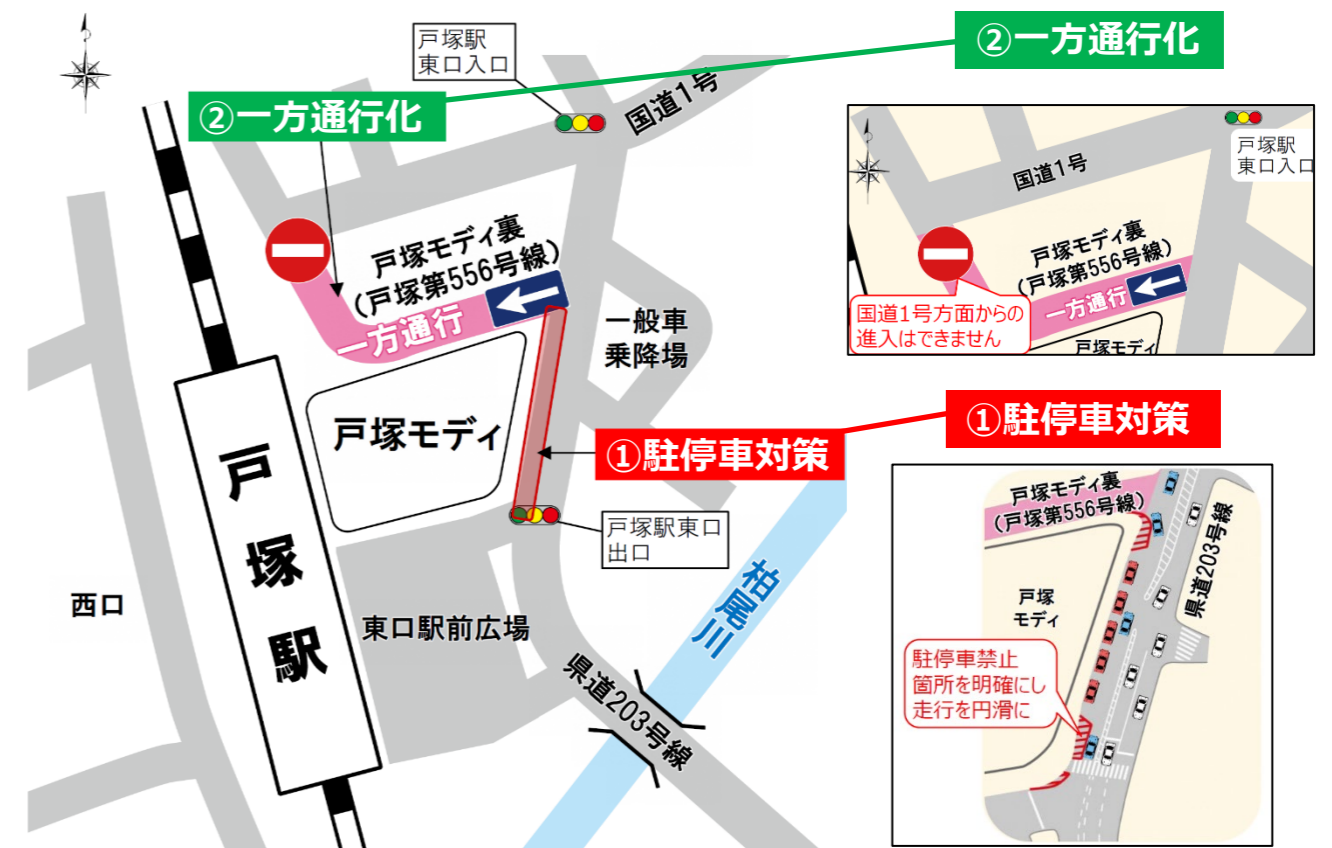 戸塚駅
東口入口
国道1号
②一方通行化
戸塚モディ裏
（戸塚第556号線）
一方通行
一般車
乗降場
戸塚モディ
①駐停車対策
戸塚駅東口
出口
戸塚駅
西口
東口駅前広場
柏尾川
県道203号線
②一方通行化
戸塚駅
東口入口
国道1号
戸塚モディ裏
（戸塚第556号線）
一方通行
国道1号方面からの
進入はできません
戸塚モディ
①駐停車対策
戸塚モディ裏
（戸塚第556号線）
県道203号線
戸塚
モディ
駐停車禁止
箇所を明確にし
走行を円滑に